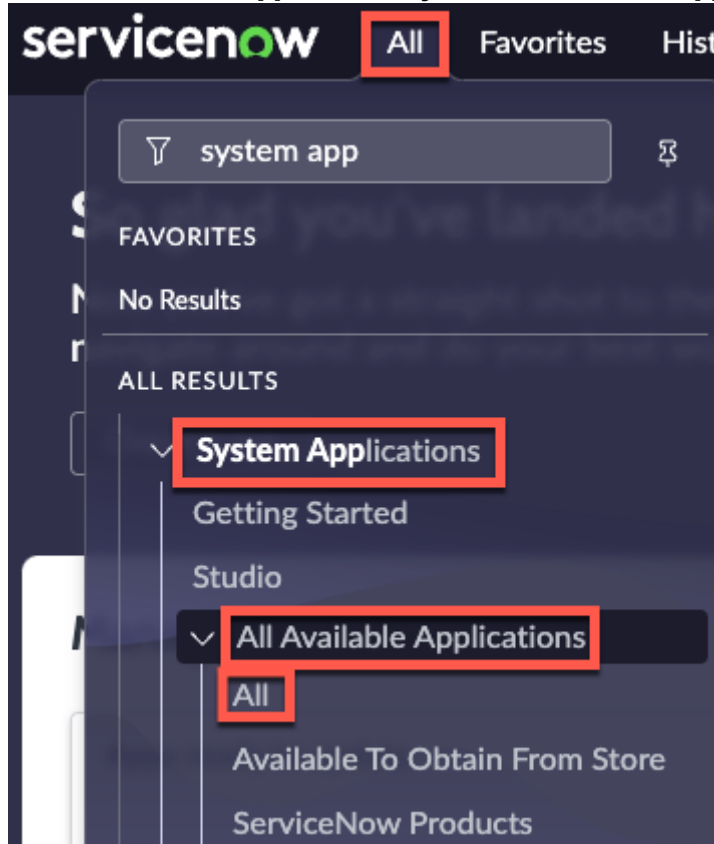 servicenow All Favorites Hist
system app
FAVORITES
No Results
ALL RESULTS
System Applications
Getting Started
Studio
All Available Applications
All
Available To Obtain From Store
ServiceNow Products